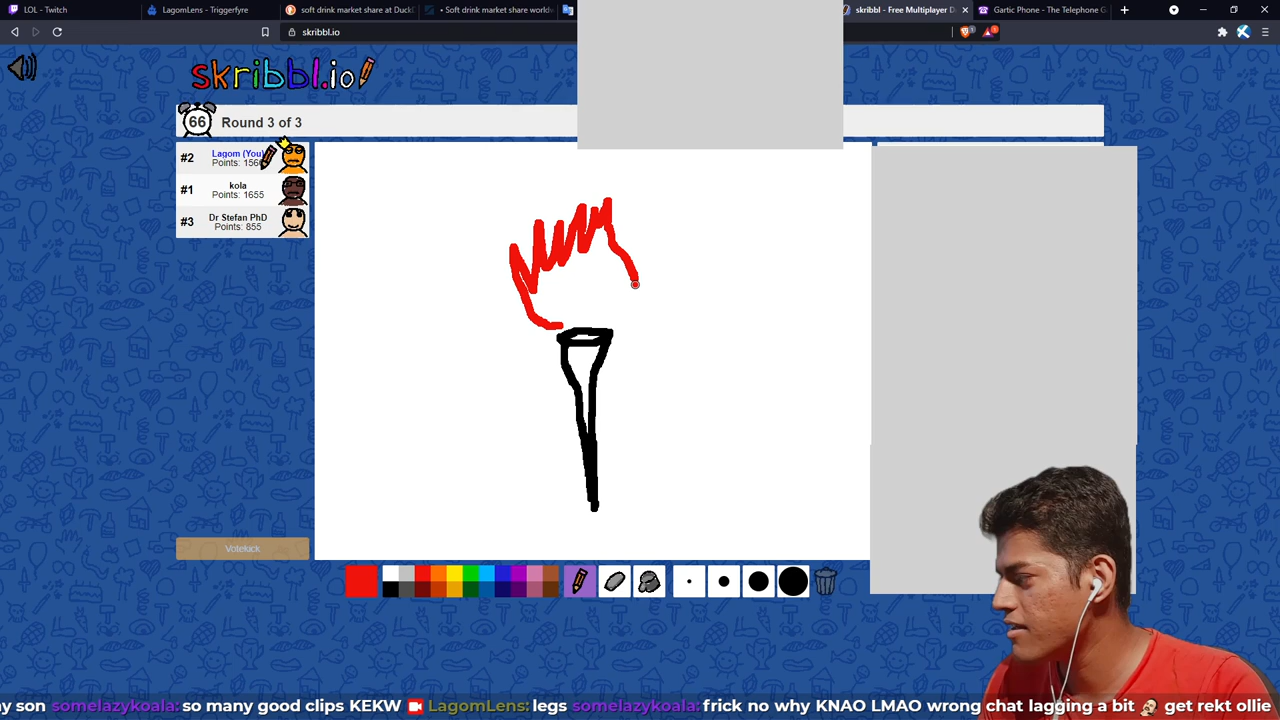 LOL - Twitch
LagomLens : Triggerfyre
soft drink market share at Duck
• Soft drink market share world
skribbl - Free Multiplayer D
Gartic Phone - The Telephone G
skribbl.io
skribbl.io
66
Round 3 of 3
#2
Lagom (You)
Points: 156
#1
kola
Points: 1655
#3
Dr Stefan PhD
Points: 855
Votekick
y son somelazykoala: so many good clips KEKW LagomLens: legs somelazykoala: frick no why KNAO LMAO wrong chat lagging a bit get rekt ollie